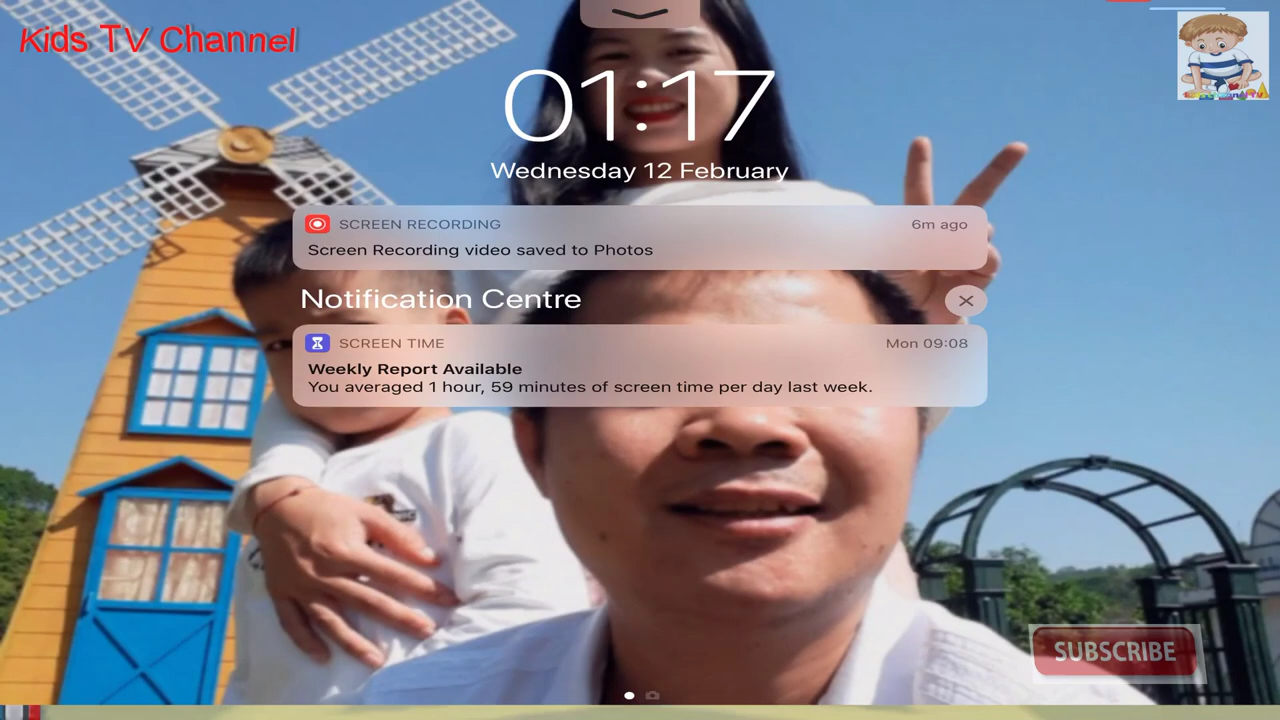 Kids TV Channel
01:17
Wednesday 12 February
SCREEN RECORDING
6m ago
Screen Recording video saved to Photos
Notification Centre
SCREEN TIME
Mon 09:08
Weekly Report Available
You averaged 1 hour, 59 minutes of screen time per day last week.
SUBSCRIBE